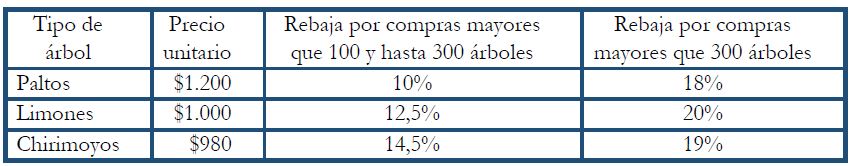 Tipo de árbol | Precio unitario | Rebaja por compras mayores que 100 y hasta 300 árboles | Rebaja por compras mayores que 300 árboles
Paltos | $1.200 | 10% | 18%
Limones | $1.000 | 12,5% | 20%
Chirimoyos | $980 | 14,5% | 19%